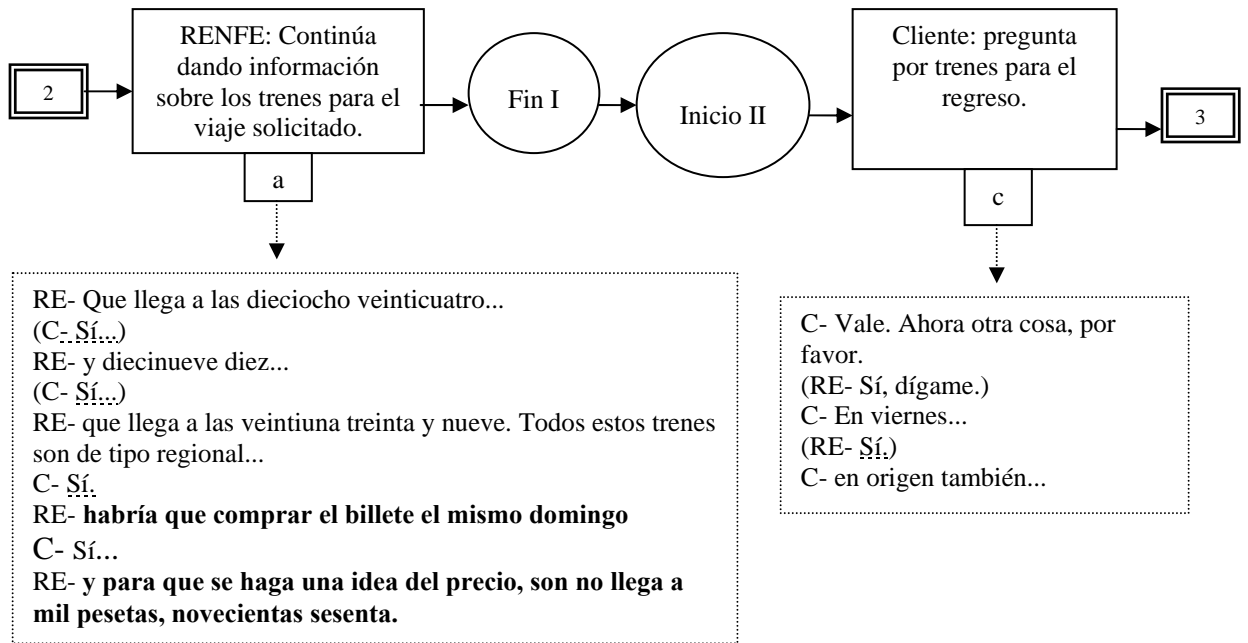 2
RENFE: Continúa
dando información
sobre los trenes para el
viaje solicitado.
a
Fin I
Inicio II
Cliente: pregunta
por trenes para el
regreso.
c
3
RE- Que llega a las dieciocho veinticuatro...
(C- Sí...)
RE- y diecinueve diez...
(C- Sí...)
RE- que llega a las veintiuna treinta y nueve. Todos estos trenes
son de tipo regional...
C- Sí.
RE- habría que comprar el billete el mismo domingo
C- Sí...
RE- y para que se haga una idea del precio, son no llega a
mil pesetas, novecientas sesenta.
C- Vale. Ahora otra cosa, por
favor.
(RE- Sí, dígame.)
C- En viernes...
(RE- Sí.)
C- en origen también...